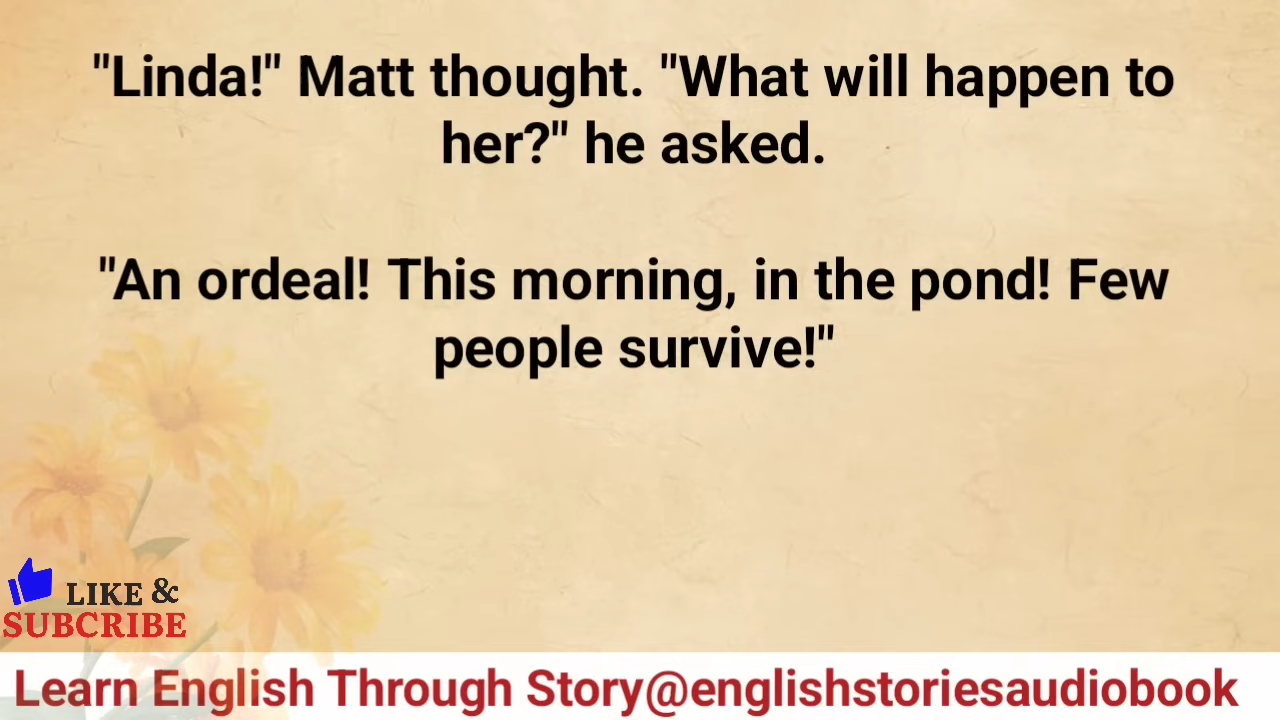 "Linda!" Matt thought. "What will happen to
her?" he asked.
"An ordeal! This morning, in the pond! Few
people survive!"
LIKE &
SUBCRIBE
Learn English Through Story@englishstoriesaudiobook